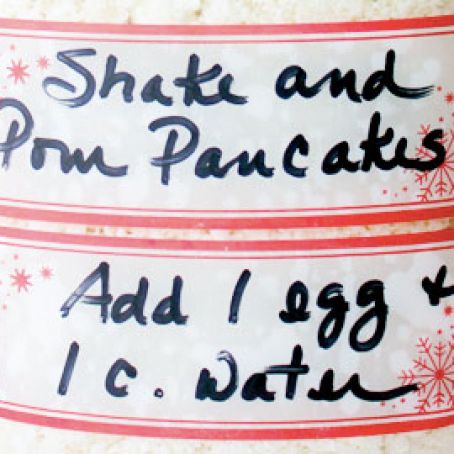 Shake and
Pour Pancakes
Add 1 egg +
1 c. water